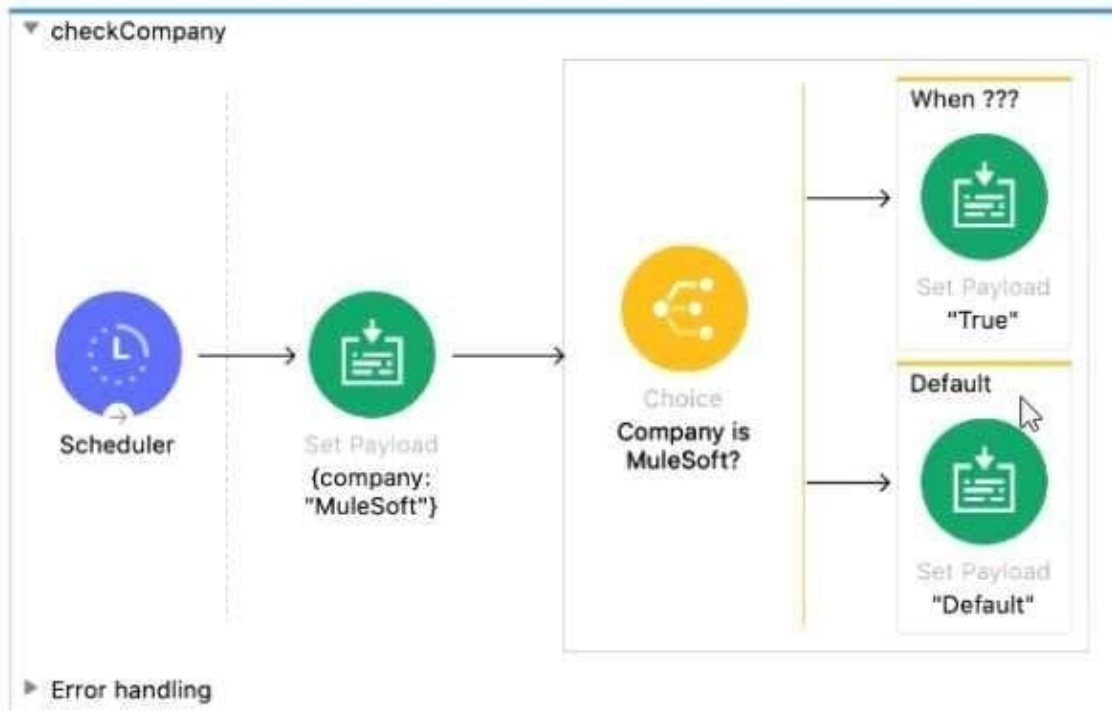 checkCompany
Scheduler
Set Payload
{company:
"MuleSoft"}
Choice
Company is
MuleSoft?
When ???
Set Payload
"True"
Default
Set Payload
"Default"
Error handling